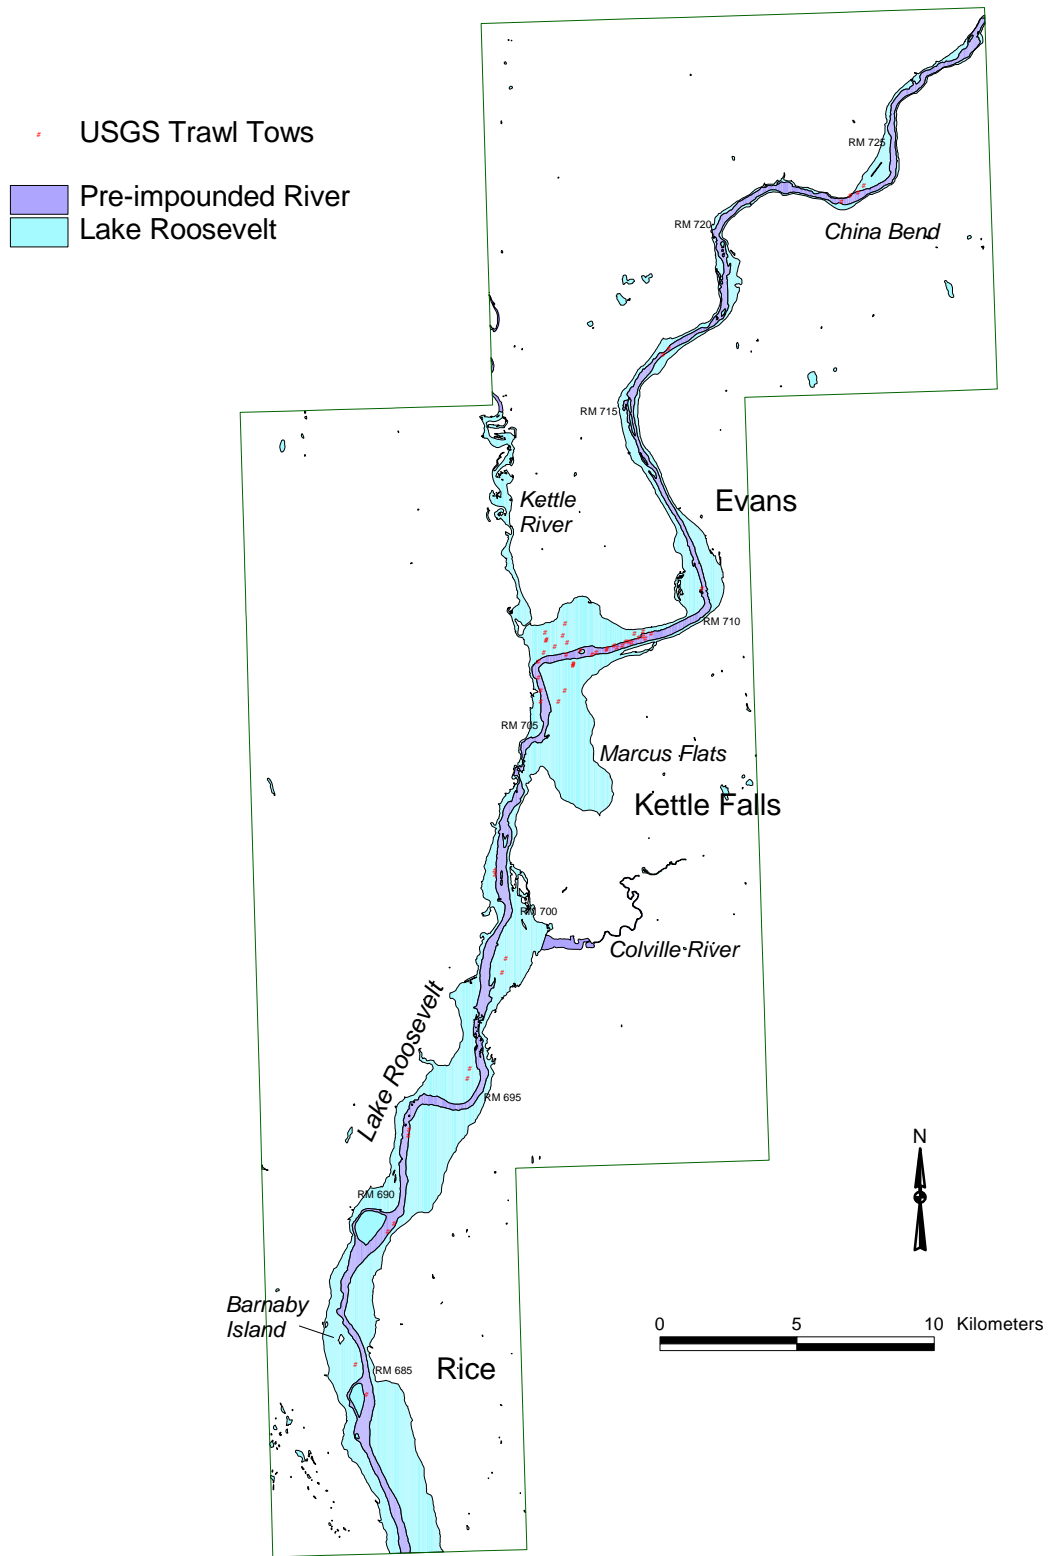 USGS Trawl Tows
Pre-impounded River
Lake Roosevelt
RM 725
RM 720
China Bend
RM 715
Evans
Kettle
River
RM 710
RM 705
Marcus Flats
Kettle Falls
RM 700
Colville River
Lake Roosevelt
RM 695
N
RM 690
Barnaby
Island
0 5 10 Kilometers
Rice
RM 685